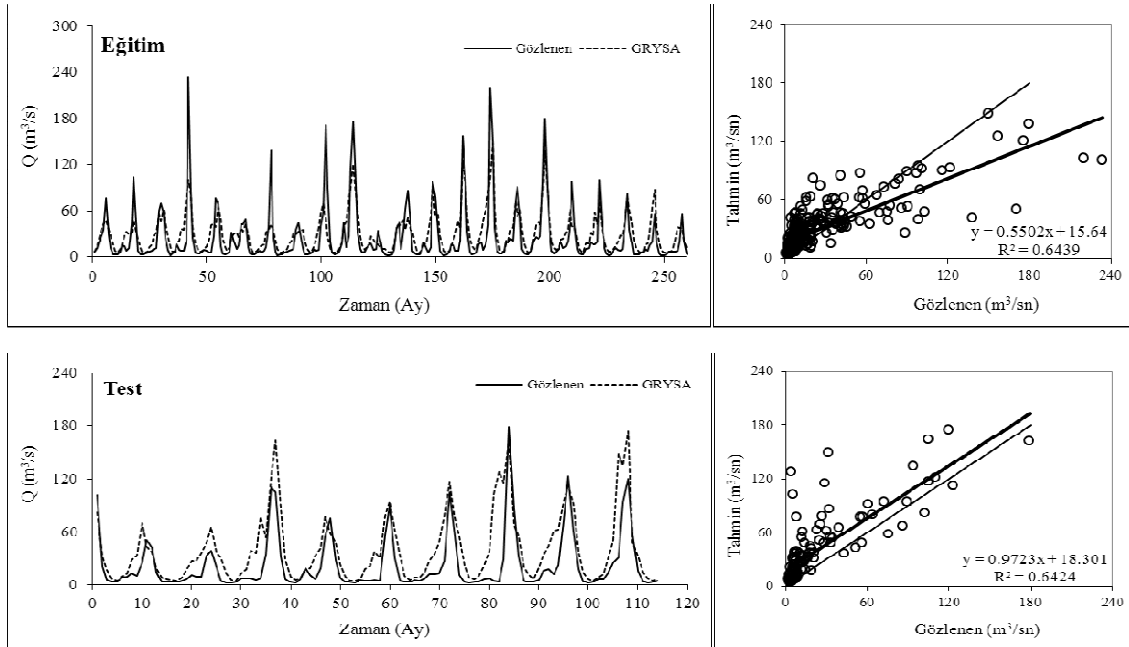 Eğitim
Gözlenen
GRYSA
Q (m³/s)
300
240
180
120
60
0
0
50
100
150
200
250
Zaman (Ay)
Tahmin (m³/sn)
240
180
120
60
0
0
60
120
180
240
y = 0.5502x + 15.64
R² = 0.6439
Gözlenen (m³/sn)
Test
Gözlenen
GRYSA
Q (m³/s)
240
180
120
60
0
0
10
20
30
40
50
60
70
80
90
100
110
120
Zaman (Ay)
Tahmin (m³/sn)
240
180
120
60
0
0
60
120
180
240
y = 0.9723x + 18.301
R² = 0.6424
Gözlenen (m³/sn)